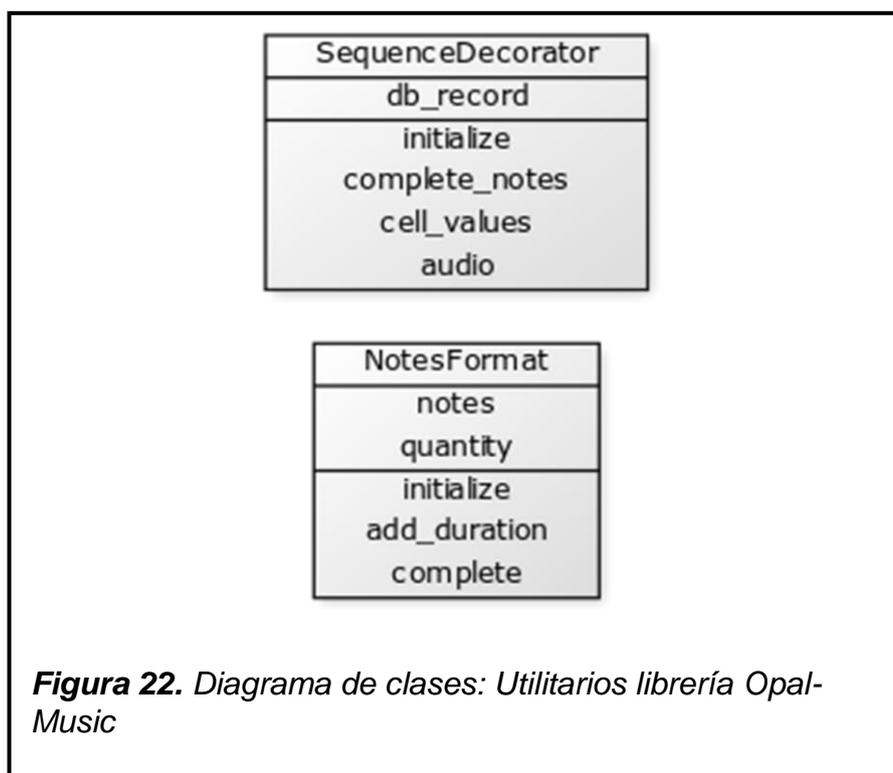 SequenceDecorator
db_record
initialize
complete_notes
cell_values
audio
NotesFormat
notes
quantity
initialize
add_duration
complete
Figura 22. Diagrama de clases: Utilitarios librería Opal-
Music